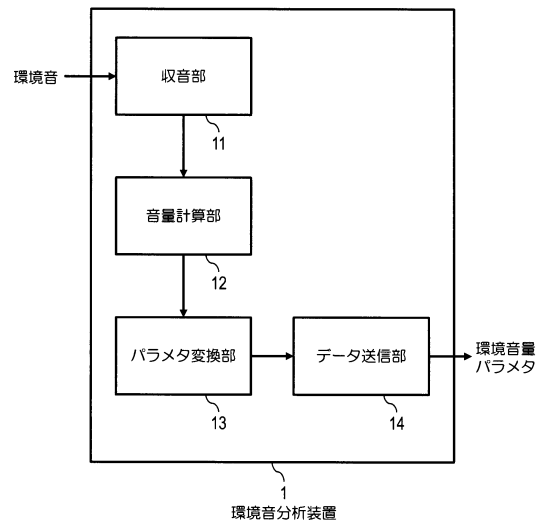 環境音
収音部
11
音量計算部
12
パラメタ変換部
13
データ送信部
14
環境音量
パラメタ
1
環境音分析装置